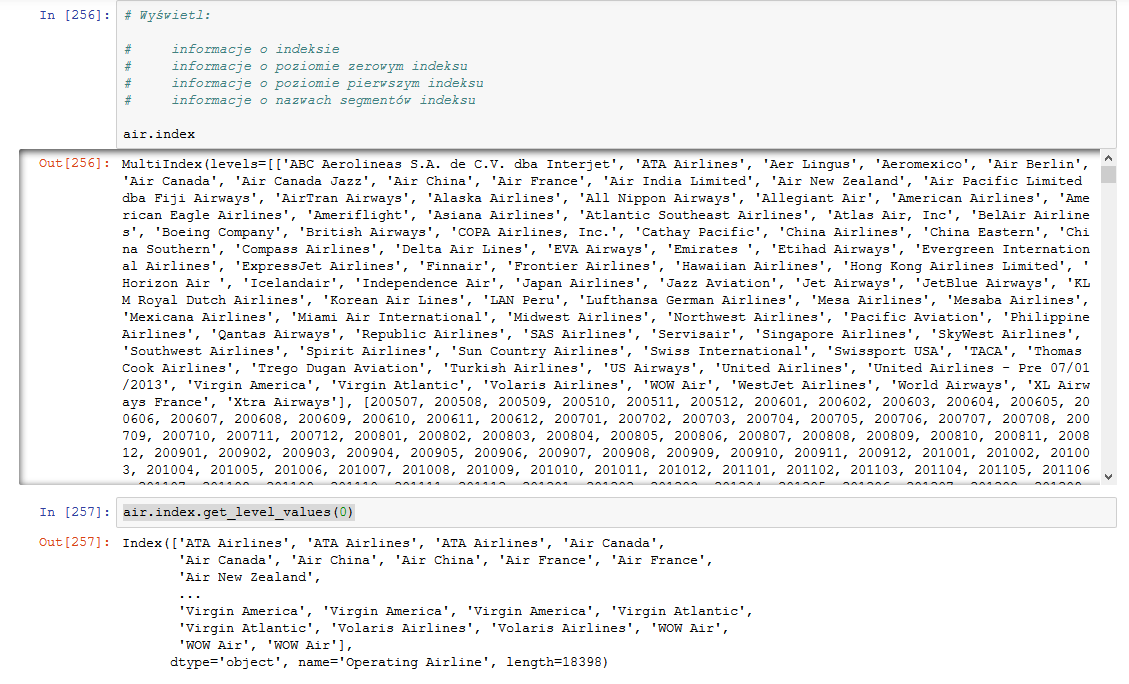 In [256]: # Wyświetl:
#     informacje o indeksie
#     informacje o poziomie zerowym indeksu
#     informacje o poziomie pierwszym indeksu
#     informacje o nazwach segmentów indeksu
air.index
Out[256]: MultiIndex(levels=[['ABC Aerolineas S.A. de C.V. dba Interjet', 'ATA Airlines', 'Aer Lingus', 'Aeromexico', 'Air Berlin',
'Air Canada', 'Air Canada Jazz', 'Air China', 'Air France', 'Air India Limited', 'Air New Zealand', 'Air Pacific Limited
dba Fiji Airways', 'AirTran Airways', 'Alaska Airlines', 'All Nippon Airways', 'Allegiant Air', 'American Airlines', 'Ame
rican Eagle Airlines', 'Ameriflight', 'Asiana Airlines', 'Atlantic Southeast Airlines', 'Atlas Air, Inc', 'BelAir Airline
s', 'Boeing Company', 'British Airways', 'COPA Airlines, Inc.', 'Cathay Pacific', 'China Airlines', 'China Eastern', 'Chi
na Southern', 'Compass Airlines', 'Delta Air Lines', 'EVA Airways', 'Emirates ', 'Etihad Airways', 'Evergreen Internation
al Airlines', 'ExpressJet Airlines', 'Finnair', 'Frontier Airlines', 'Hawaiian Airlines', 'Hong Kong Airlines Limited', '
Horizon Air ', 'Icelandair', 'Independence Air', 'Japan Airlines', 'Jazz Aviation', 'Jet Airways', 'JetBlue Airways', 'KL
M Royal Dutch Airlines', 'Korean Air Lines', 'LAN Peru', 'Lufthansa German Airlines', 'Mesa Airlines', 'Mesaba Airlines',
'Mexicana Airlines', 'Miami Air International', 'Midwest Airlines', 'Northwest Airlines', 'Pacific Aviation', 'Philippine
Airlines', 'Qantas Airways', 'Republic Airlines', 'SAS Airlines', 'Servisair', 'Singapore Airlines', 'SkyWest Airlines',
'Southwest Airlines', 'Spirit Airlines', 'Sun Country Airlines', 'Swiss International', 'Swissport USA', 'TACA', 'Thomas
Cook Airlines', 'Trego Dugan Aviation', 'Turkish Airlines', 'US Airways', 'United Airlines', 'United Airlines - Pre 07/01
/2013', 'Virgin America', 'Virgin Atlantic', 'Volaris Airlines', 'WOW Air', 'WestJet Airlines', 'World Airways', 'XL Airw
ays France', 'Xtra Airways'], [200507, 200508, 200509, 200510, 200511, 200512, 200601, 200602, 200603, 200604, 200605, 20
0606, 200607, 200608, 200609, 200610, 200611, 200612, 200701, 200702, 200703, 200704, 200705, 200706, 200707, 200708, 200
709, 200710, 200711, 200712, 200801, 200802, 200803, 200804, 200805, 200806, 200807, 200808, 200809, 200810, 200811, 2008
12, 200901, 200902, 200903, 200904, 200905, 200906, 200907, 200908, 200909, 200910, 200911, 200912, 201001, 201002, 20100
3, 201004, 201005, 201006, 201007, 201008, 201009, 201010, 201011, 201012, 201101, 201102, 201103, 201104, 201105, 201106
In [257]: air.index.get_level_values(0)
Out[257]: Index(['ATA Airlines', 'ATA Airlines', 'ATA Airlines', 'Air Canada',
'Air Canada', 'Air China', 'Air China', 'Air France', 'Air France',
'Air New Zealand',
...
'Virgin America', 'Virgin America', 'Virgin America', 'Virgin Atlantic',
'Virgin Atlantic', 'Volaris Airlines', 'Volaris Airlines', 'WOW Air',
'WOW Air', 'WOW Air'],
dtype='object', name='Operating Airline', length=18398)